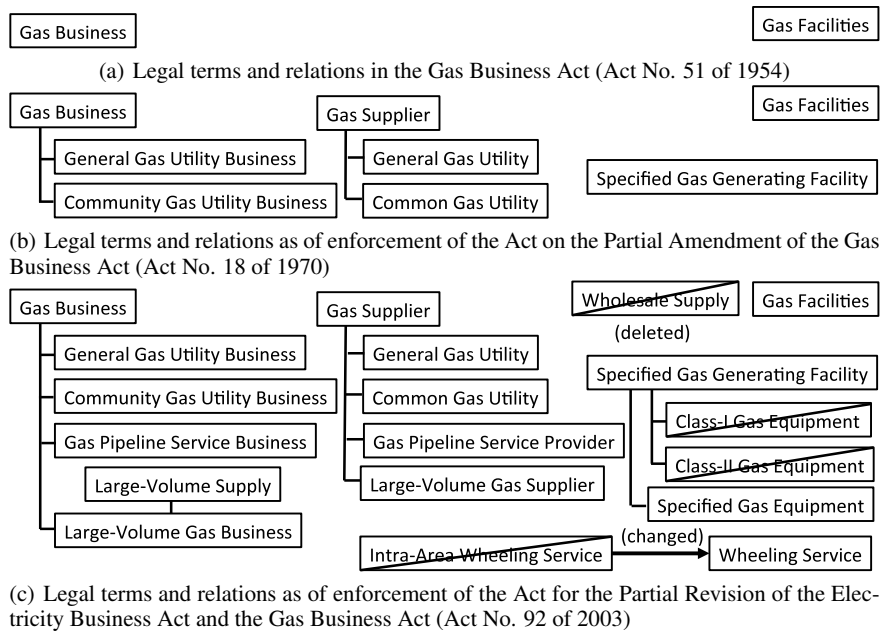 Gas Business
Gas Facilities
(a) Legal terms and relations in the Gas Business Act (Act No. 51 of 1954)
Gas Business
Gas Supplier
Gas Facilities
General Gas Utility Business
General Gas Utility
Specified Gas Generating Facility
Community Gas Utility Business
Common Gas Utility
(b) Legal terms and relations as of enforcement of the Act on the Partial Amendment of the Gas
Business Act (Act No. 18 of 1970)
Gas Business
Gas Supplier
Wholesale Supply
Gas Facilities
(deleted)
General Gas Utility Business
General Gas Utility
Specified Gas Generating Facility
Community Gas Utility Business
Common Gas Utility
Class-I Gas Equipment
Gas Pipeline Service Business
Gas Pipeline Service Provider
Class-II Gas Equipment
Large-Volume Supply
Large-Volume Gas Supplier
Specified Gas Equipment
Large-Volume Gas Business
(changed)
Intra-Area Wheeling Service
Wheeling Service
(c) Legal terms and relations as of enforcement of the Act for the Partial Revision of the Elec-
tricity Business Act and the Gas Business Act (Act No. 92 of 2003)